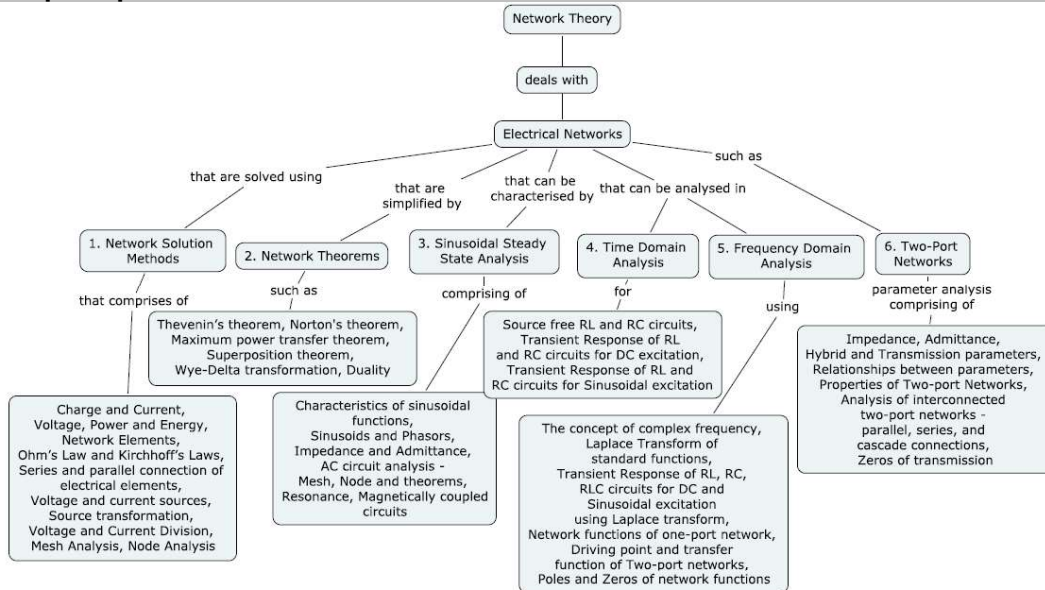 Network Theory
deals with
Electrical Networks
that are solved using
that are
simplified by
that can be
characterised by
that can be analysed in
such as
1. Network Solution
Methods
2. Network Theorems
3. Sinusoidal Steady
State Analysis
4. Time Domain
Analysis
5. Frequency Domain
Analysis
6. Two-Port
Networks
that comprises of
such as
comprising of
for
using
parameter analysis
comprising of
Charge and Current,
Voltage, Power and Energy,
Network Elements,
Ohm's Law and Kirchhoff's Laws,
Series and parallel connection of
electrical elements,
Voltage and current sources,
Source transformation,
Voltage and Current Division,
Mesh Analysis, Node Analysis
Thevenin's theorem, Norton's theorem,
Maximum power transfer theorem,
Superposition theorem,
Wye-Delta transformation, Duality
Characteristics of sinusoidal
functions,
Sinusoids and Phasors,
Impedance and Admittance,
AC circuit analysis -
Mesh, Node and theorems,
Resonance, Magnetically coupled
circuits
Source free RL and RC circuits,
Transient Response of RL
and RC circuits for DC excitation,
Transient Response of RL and
RC circuits for Sinusoidal excitation
The concept of complex frequency,
Laplace Transform of
standard functions,
Transient Response of RL, RC,
RLC circuits for DC and
Sinusoidal excitation
using Laplace transform,
Network functions of one-port network,
Driving point and transfer
function of Two-port networks,
Poles and Zeros of network functions
Impedance, Admittance,
Hybrid and Transmission parameters,
Relationships between parameters,
Properties of Two-port Networks,
Analysis of interconnected
two-port networks -
parallel, series, and
cascade connections,
Zeros of transmission